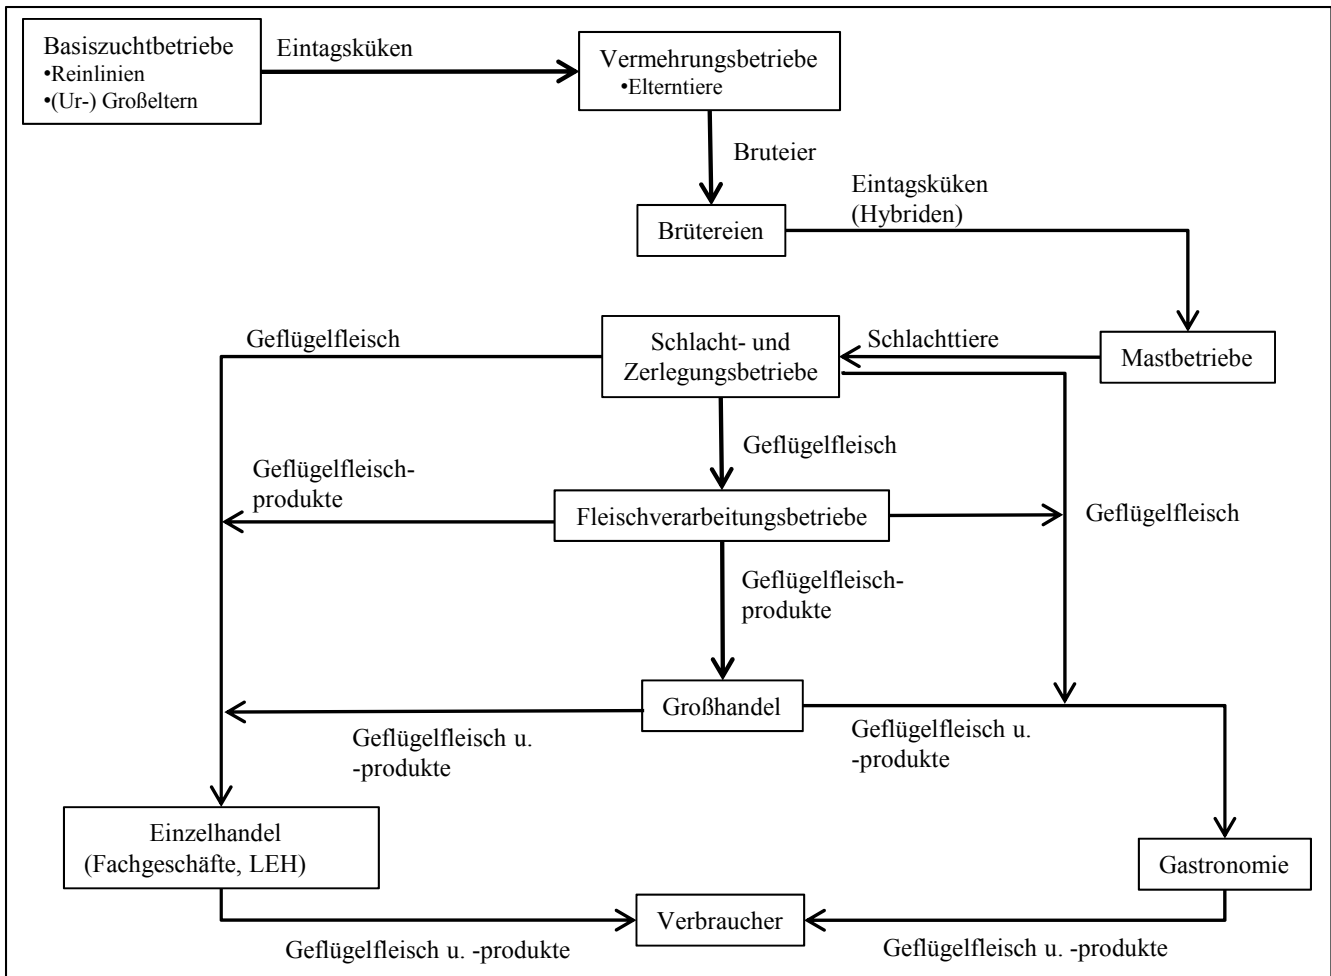 Basiszuchtbetriebe
•Reinlinien
•(Ur-) Großeltern
Eintagsküken
Vermehrungsbetriebe
•Elterntiere
Bruteier
Eintagsküken
(Hybriden)
Brütereien
Geflügelfleisch
Schlacht- und
Zerlegungsbetriebe
Schlachttiere
Mastbetriebe
Geflügelfleisch
Geflügelfleisch-
produkte
Fleischverarbeitungsbetriebe
Geflügelfleisch
Geflügelfleisch-
produkte
Großhandel
Geflügelfleisch u.
-produkte
Geflügelfleisch u.
-produkte
Einzelhandel
(Fachgeschäfte, LEH)
Gastronomie
Verbraucher
Geflügelfleisch u. -produkte
Geflügelfleisch u. -produkte